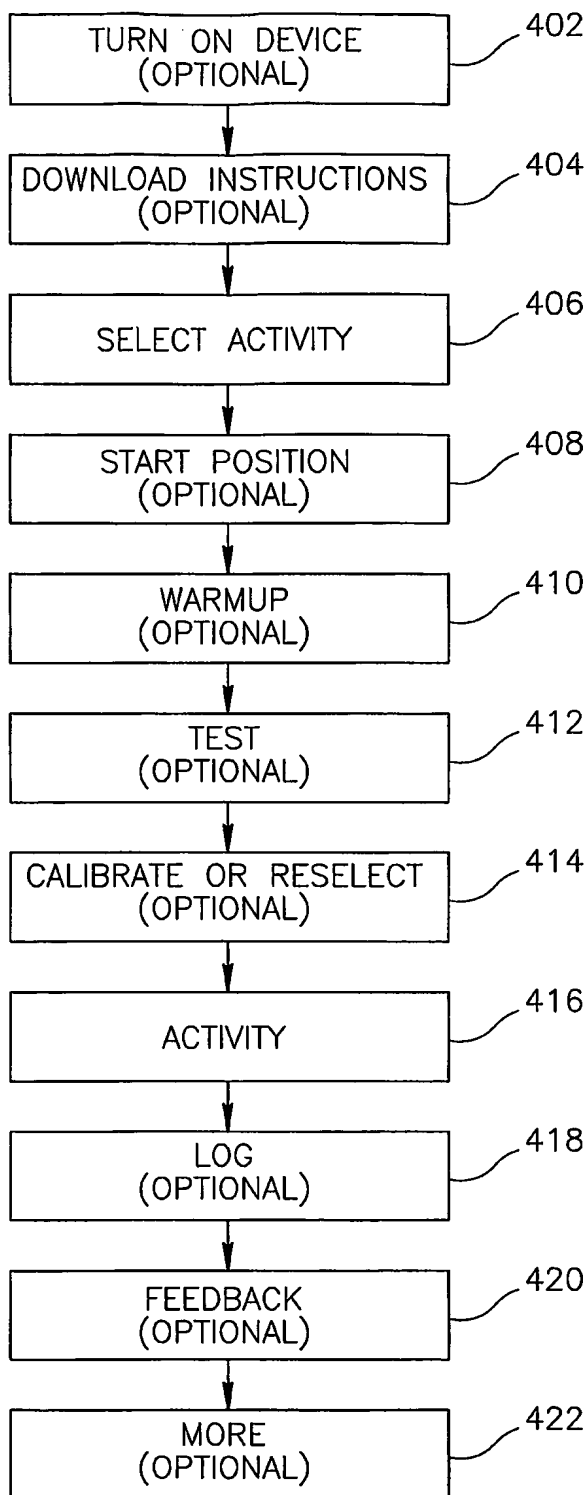 TURN ON DEVICE
(OPTIONAL)
402
DOWNLOAD INSTRUCTIONS
(OPTIONAL)
404
SELECT ACTIVITY
406
START POSITION
(OPTIONAL)
408
WARMUP
(OPTIONAL)
410
TEST
(OPTIONAL)
412
CALIBRATE OR RESELECT
(OPTIONAL)
414
ACTIVITY
416
LOG
(OPTIONAL)
418
FEEDBACK
(OPTIONAL)
420
MORE
(OPTIONAL)
422